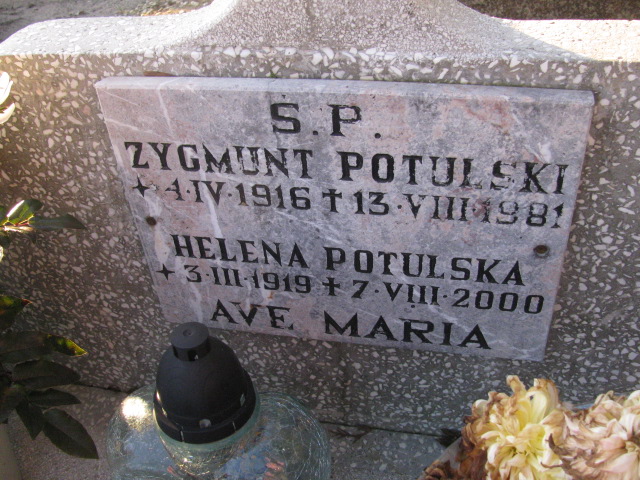 Ś.P.
ZYGMUNT POTULSKI
*4·IV·1916 ✝13·VIII·1981
HELENA POTULSKA
*3·III·1919 ✝7·VIII·2000
AVE MARIA